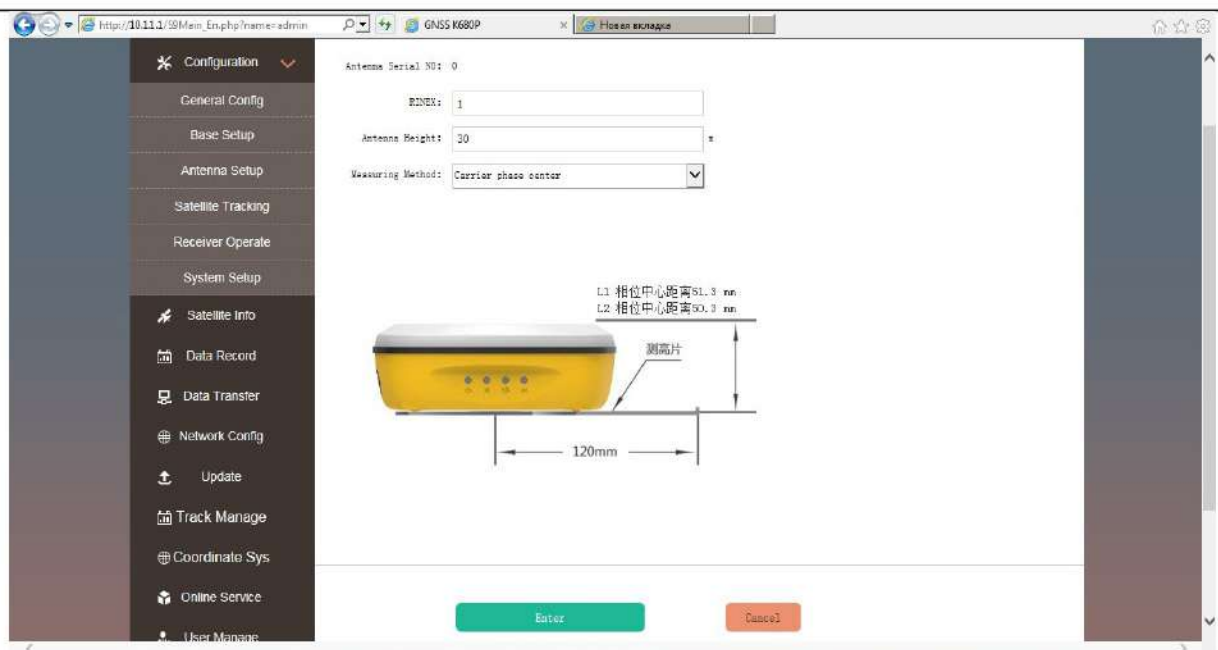 http://10.1.1.1/S9Main_En.php?name=admin
GNSS K680P
Новая вкладка
Configuration
Antenna Serial NO: 0
General Config
RINEX: 1
Base Setup
Antenna Height: 30 m
Antenna Setup
Measuring Method: Carrier phase center
Satellite Tracking
Receiver Operate
System Setup
L1 相位中心距离51.3 mm
L2 相位中心距离50.3 mm
Satellite Info
测高片
Data Record
Data Transfer
Network Config
120mm
Update
Track Manage
Coordinate Sys
Online Service
Enter
Cancel
User Manage